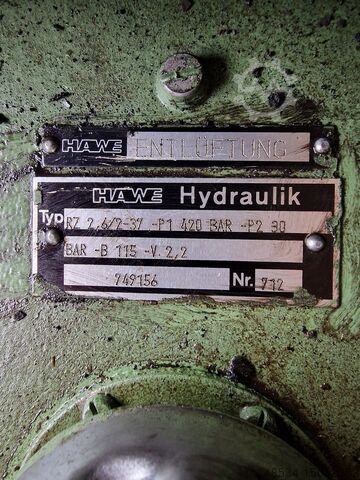 HAWE ENTLÜFTUNG
HAWE Hydraulik
Typ RZ 2,6/2-37 -P1 420 BAR -P2 30
BAR -B 115 -V 2,2
749156 Nr. 712